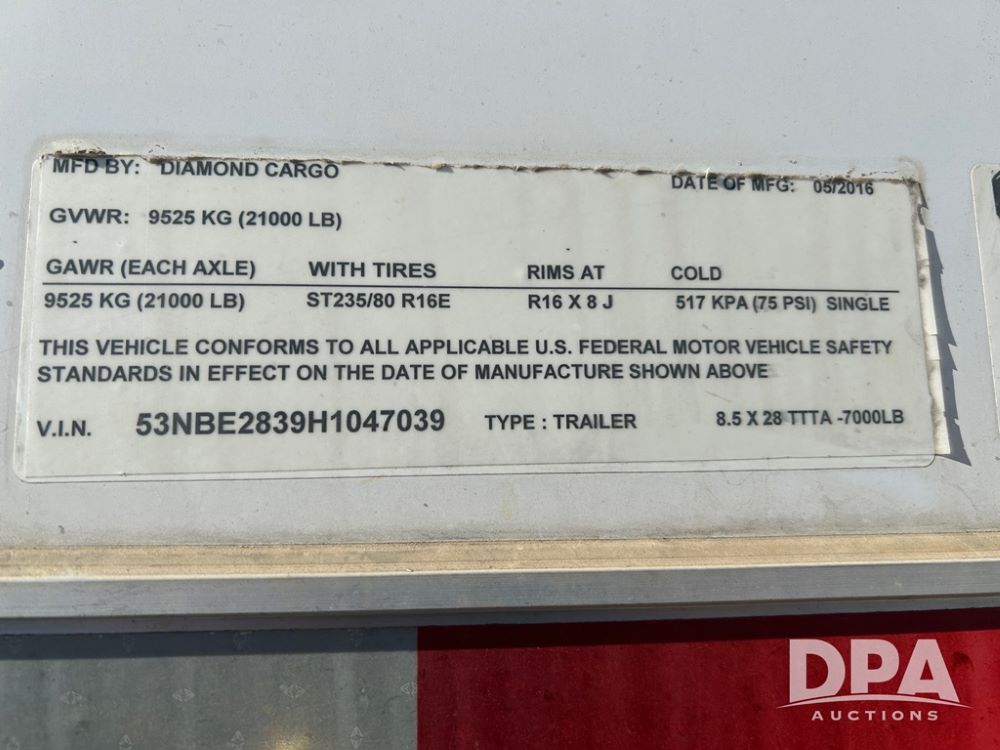 MFD BY: DIAMOND CARGO
DATE OF MFG: 05/2016
GVWR: 9525 KG (21000 LB)
GAWR (EACH AXLE) WITH TIRES RIMS AT COLD
9525 KG (21000 LB) ST235/80 R16E R16 X 8 J 517 KPA (75 PSI) SINGLE
THIS VEHICLE CONFORMS TO ALL APPLICABLE U.S. FEDERAL MOTOR VEHICLE SAFETY
STANDARDS IN EFFECT ON THE DATE OF MANUFACTURE SHOWN ABOVE
V.I.N. 53NBE2839H1047039 TYPE : TRAILER 8.5 X 28 TTTA -7000LB
DPA
AUCTIONS